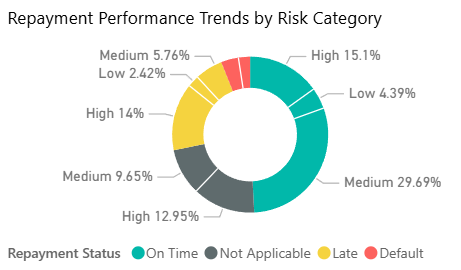 Repayment Performance Trends by Risk Category
Medium 5.76%
High 15.1%
Low 2.42%
Low 4.39%
High 14%
Medium 9.65%
Medium 29.69%
High 12.95%
Repayment Status On Time Not Applicable Late Default